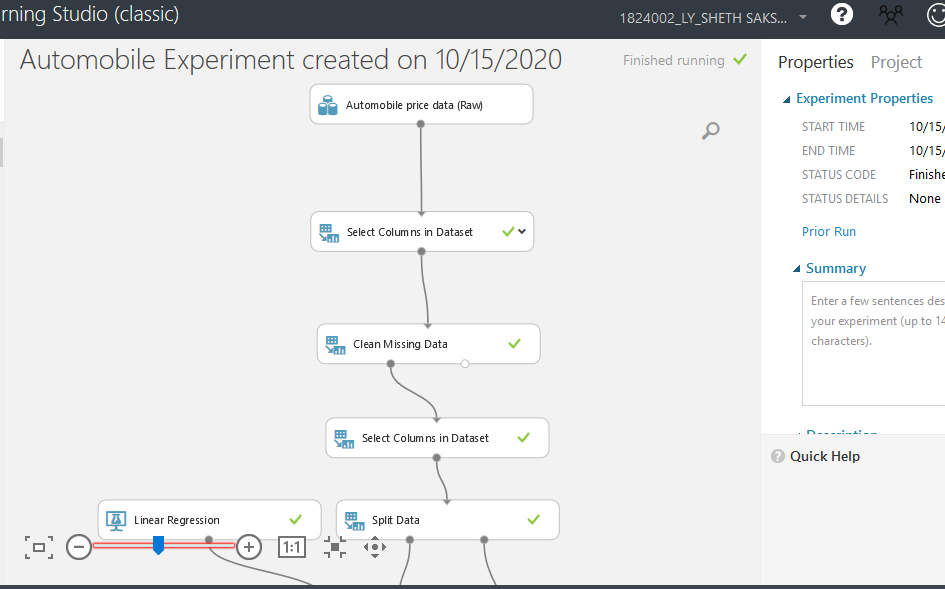 rning Studio (classic)
1824002_LY_SHETH SAKS...
Automobile Experiment created on 10/15/2020
Finished running
Properties Project
Automobile price data (Raw)
Experiment Properties
START TIME 10/15/
END TIME 10/15/
STATUS CODE Finishe
STATUS DETAILS None
Prior Run
Select Columns in Dataset
Summary
Enter a few sentences des
your experiment (up to 14
characters).
Clean Missing Data
Description
Select Columns in Dataset
Quick Help
Linear Regression
Split Data
1:1